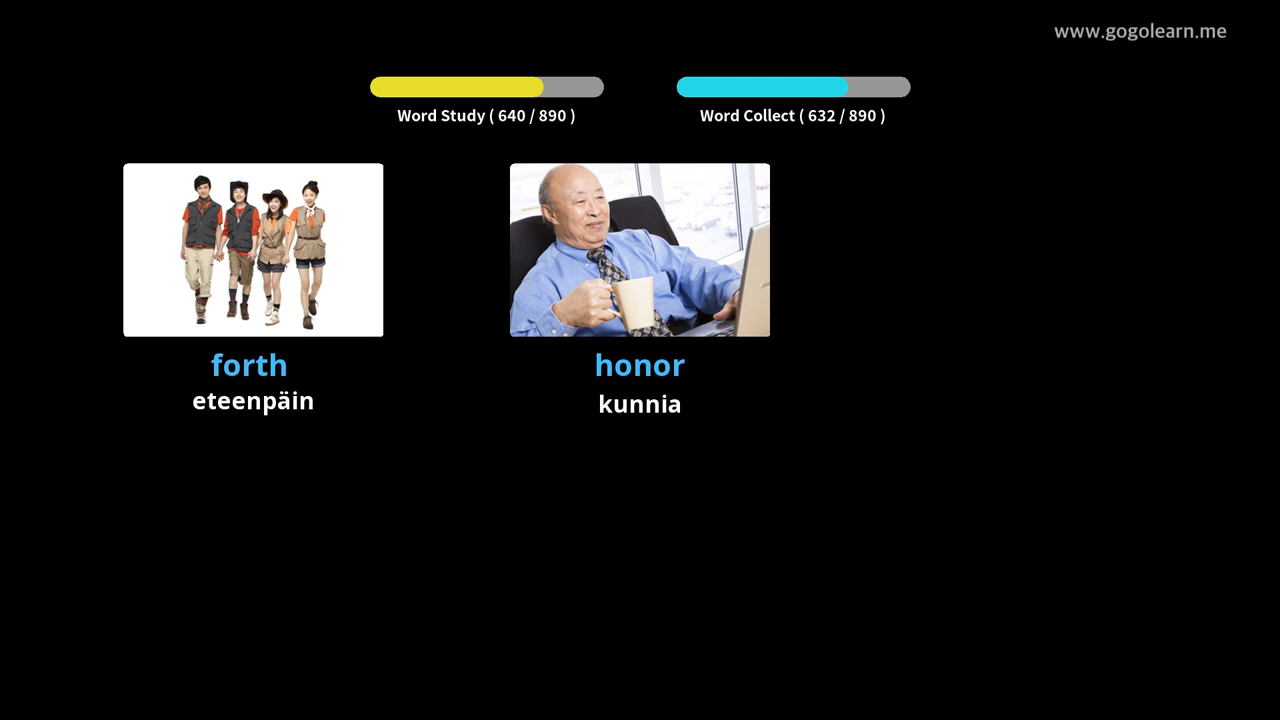 www.gogolearn.me
Word Study ( 640 / 890 )
Word Collect ( 632 / 890 )
forth
eteenpäin
honor
kunnia